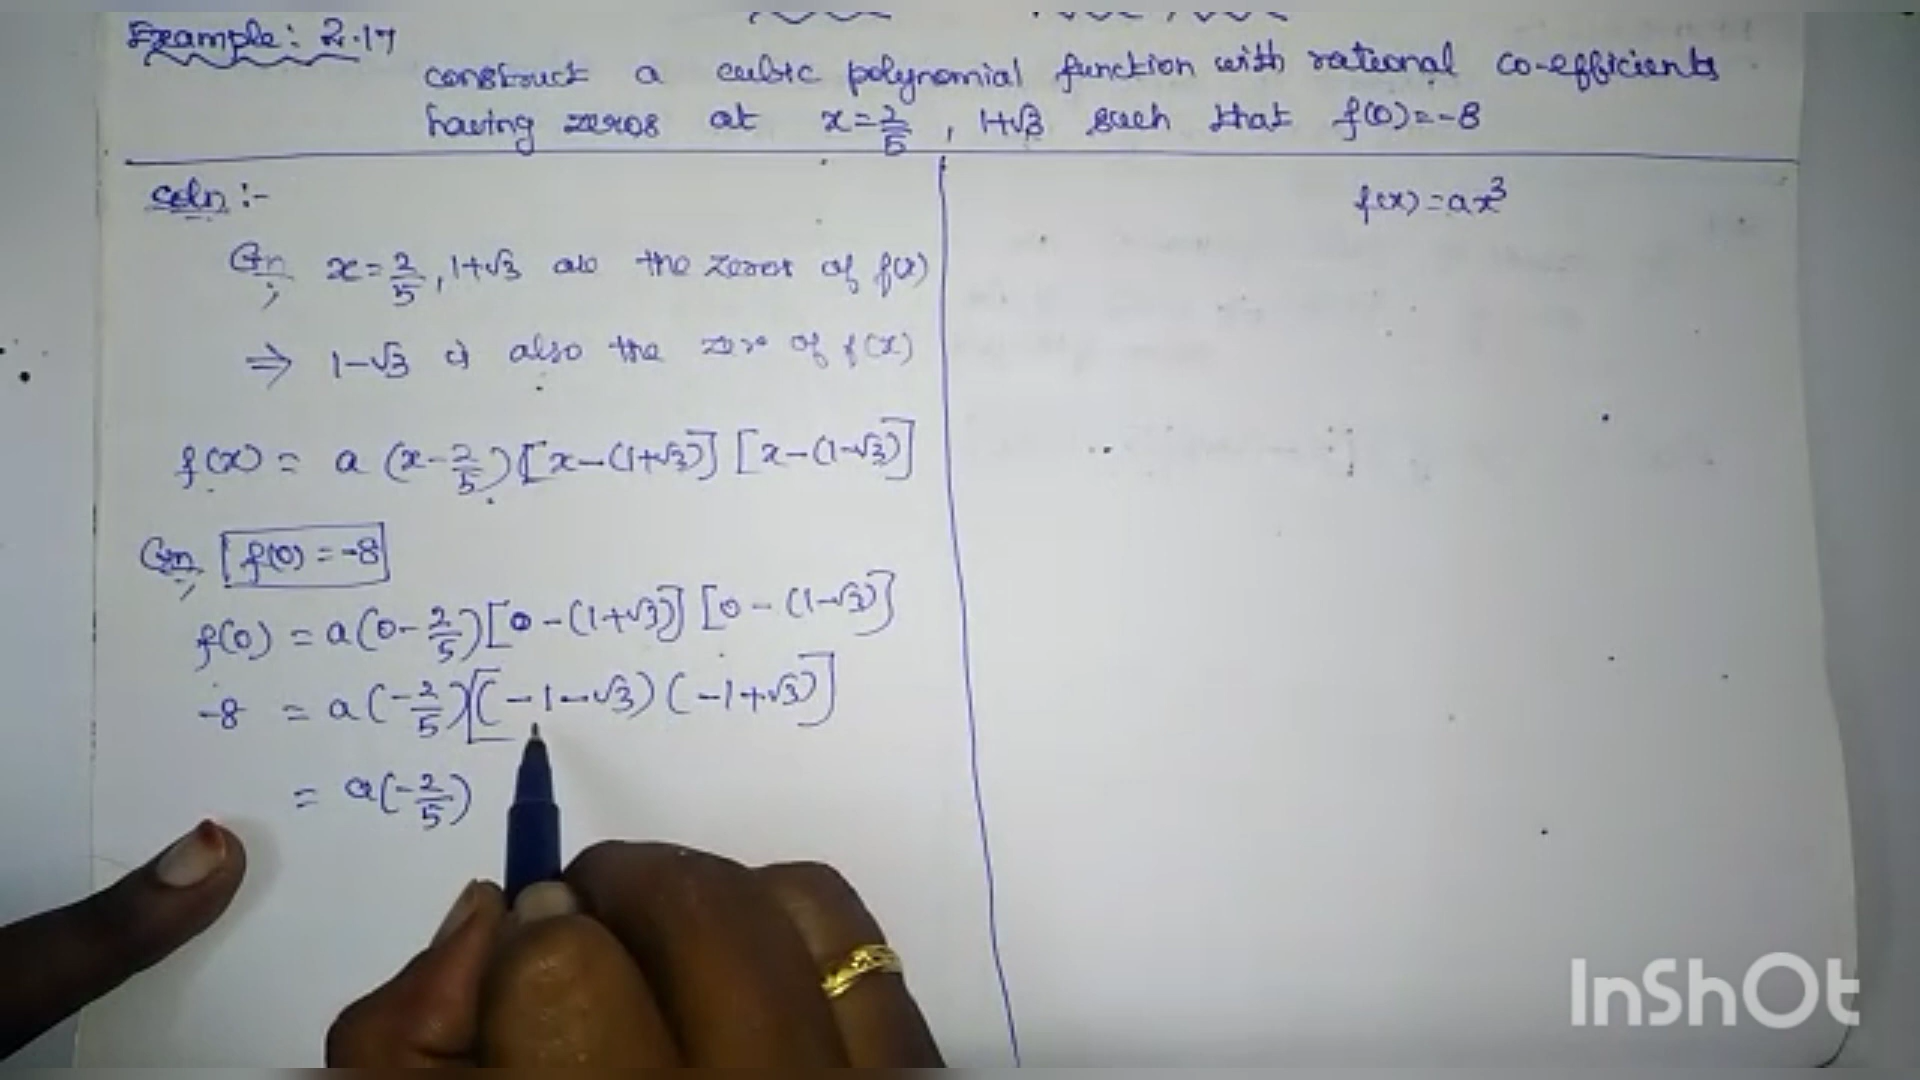 Example: 2.17
construct a cubic polynomial function with rational co-efficients
having zeros at x=2/5, 1+√3 such that f(0)=-8
Soln:-
Gn; x=2/5, 1+√3 are the zeros of f(x)
⇒ 1-√3 is also the zero of f(x)
f(x) = a(x-2/5)[x-(1+√3)][x-(1-√3)]
Gn; f(0)=-8
f(0) = a(0-2/5)[0-(1+√3)][0-(1-√3)]
-8 = a(-2/5)[(-1-√3)(-1+√3)]
= a(-2/5)
f(x)=ax³
InShOt